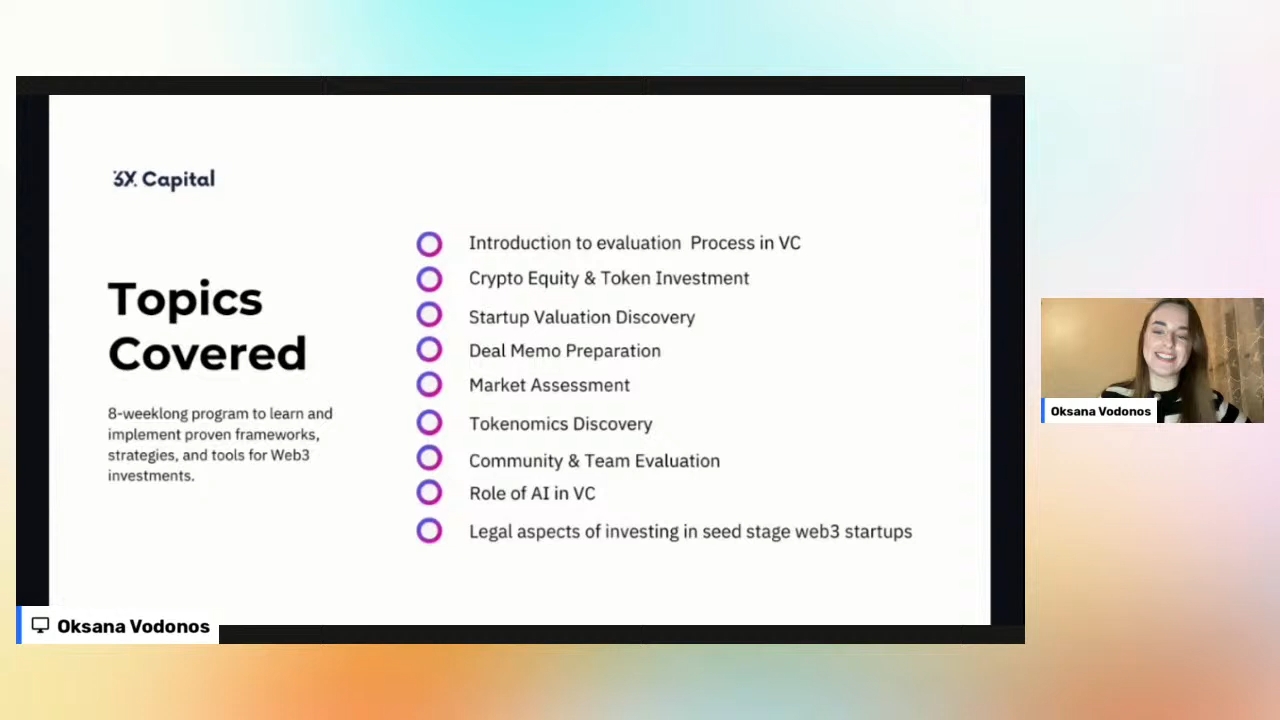 3X Capital
Topics
Covered
8-weeklong program to learn and
implement proven frameworks,
strategies, and tools for Web3
investments.
Introduction to evaluation Process in VC
Crypto Equity & Token Investment
Startup Valuation Discovery
Deal Memo Preparation
Market Assessment
Tokenomics Discovery
Community & Team Evaluation
Role of AI in VC
Legal aspects of investing in seed stage web3 startups
Oksana Vodonos
Oksana Vodonos